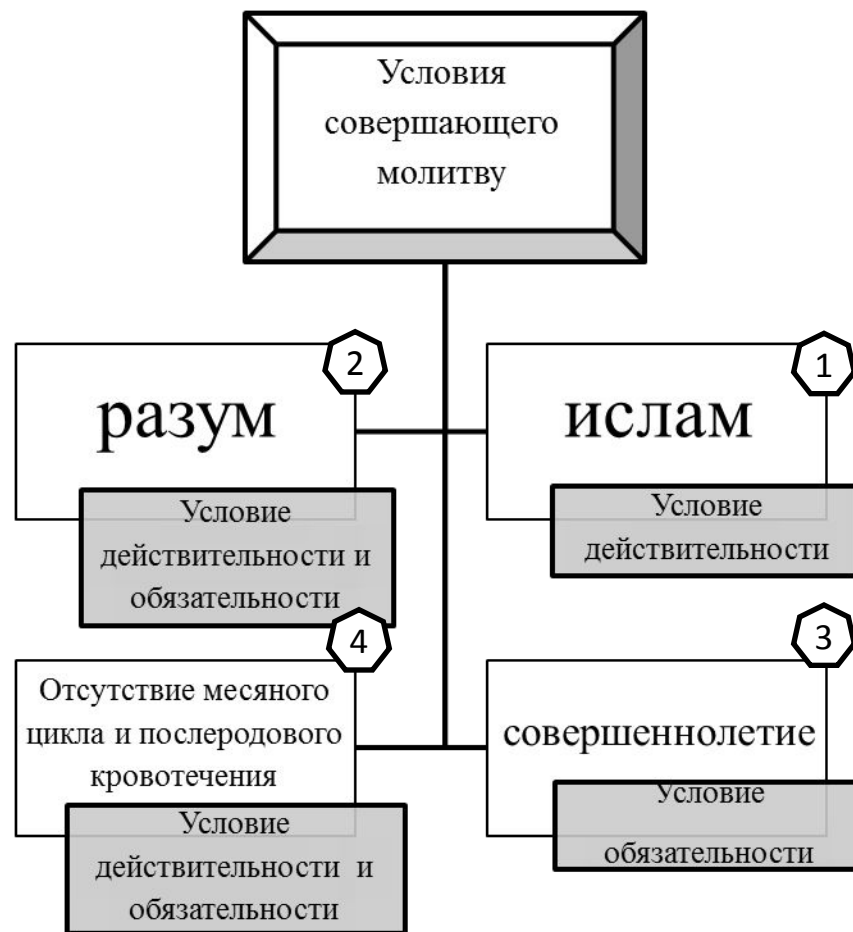 Условия
совершающего
молитву
1
ислам
Условие
действительности
2
разум
Условие
действительности и
обязательности
3
совершеннолетие
Условие
обязательности
4
Отсутствие месяного
цикла и послеродового
кровотечения
Условие
действительности и
обязательности